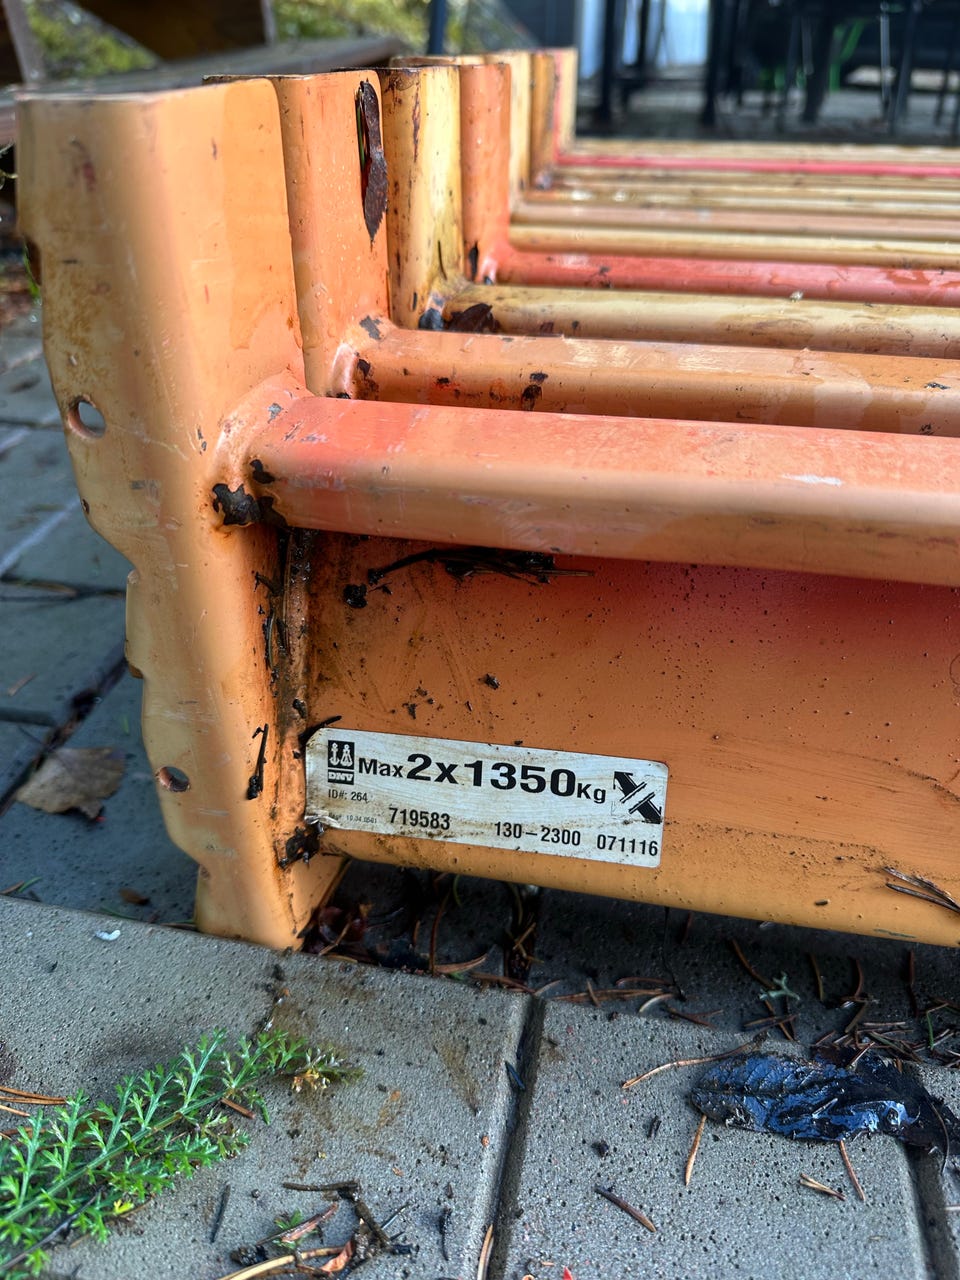 DNV Max 2x1350Kg
ID#: 264
719583 130-2300 071116